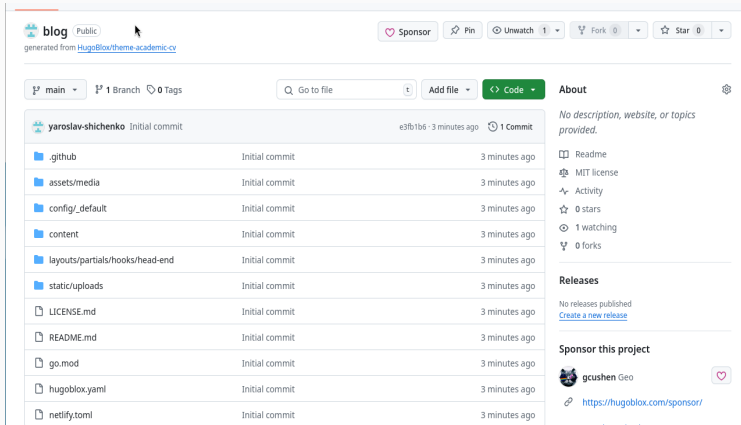 blog Public
Sponsor Pin Unwatch 1 Fork 0 Star 0
generated from HugoBlox/theme-academic-cv
main 1 Branch 0 Tags Go to file t Add file Code
About
No description, website, or topics
provided.
yaroslav-shichenko Initial commit e3fb1b6 · 3 minutes ago 1 Commit
.github Initial commit 3 minutes ago
assets/media Initial commit 3 minutes ago
config/_default Initial commit 3 minutes ago
content Initial commit 3 minutes ago
layouts/partials/hooks/head-end Initial commit 3 minutes ago
static/uploads Initial commit 3 minutes ago
LICENSE.md Initial commit 3 minutes ago
README.md Initial commit 3 minutes ago
go.mod Initial commit 3 minutes ago
hugoblox.yaml Initial commit 3 minutes ago
netlify.toml Initial commit 3 minutes ago
Readme
MIT license
Activity
0 stars
1 watching
0 forks
Releases
No releases published
Create a new release
Sponsor this project
gcushen Geo
https://hugoblox.com/sponsor/